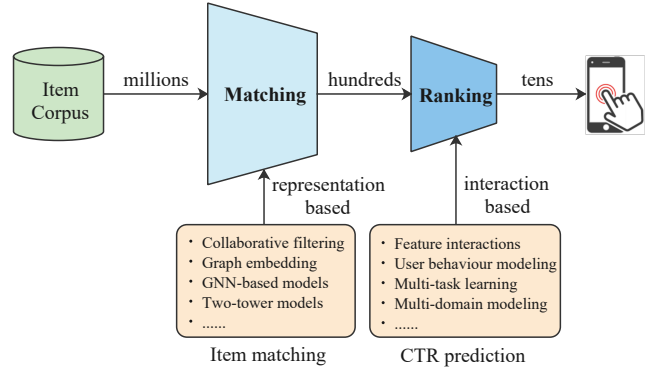 Item
Corpus
millions
Matching
hundreds
Ranking
tens
representation
based
interaction
based
· Collaborative filtering
· Graph embedding
· GNN-based models
· Two-tower models
· ......
· Feature interactions
· User behaviour modeling
· Multi-task learning
· Multi-domain modeling
· ......
Item matching
CTR prediction